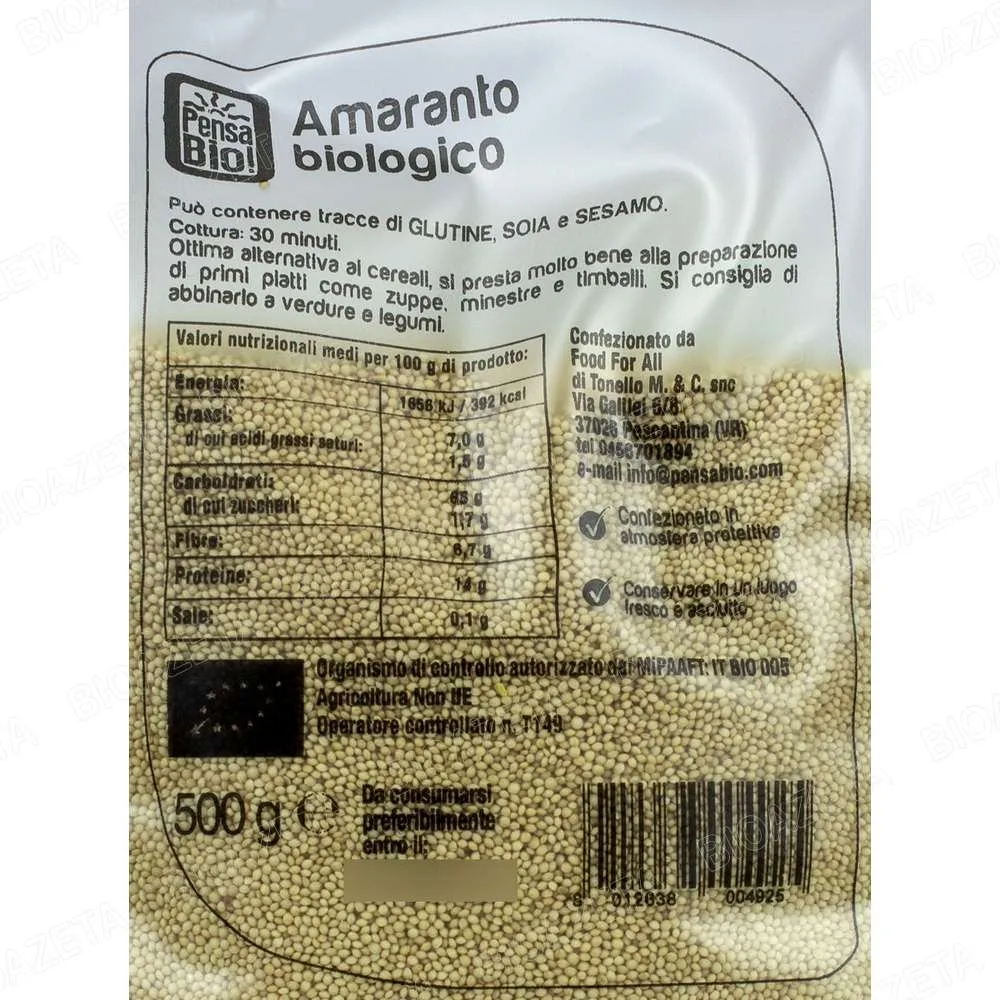 Pensa
Bio!
Amaranto
biologico
Può contenere tracce di GLUTINE, SOIA e SESAMO.
Cottura: 30 minuti.
Ottima alternativa ai cereali, si presta molto bene alla preparazione
di primi piatti come zuppe, minestre e timballi. Si consiglia di
abbinarlo a verdure e legumi.
Valori nutrizionali medi per 100 g di prodotto:
Energia: 1656 kJ / 392 kcal
Grassi: 7,0 g
di cui acidi grassi saturi: 1,5 g
Carboidrati: 65 g
di cui zuccheri: 1,7 g
Fibre: 6,7 g
Proteine: 14 g
Sale: 0,1 g
Confezionato da
Food For All
di Tonello M. & C. snc
Via Galilei 6/8
37026 Pescantina (VR)
tel 0456701894
e-mail info@pensabio.com
Confezionato in
atmosfera protettiva
Conservare in un luogo
fresco e asciutto
Organismo di controllo autorizzato dal MiPAAFT: IT BIO 005
Agricoltura Non UE
Operatore controllato n. T149
500 g e
Da consumarsi
preferibilmente
entro il:
8 012638 004925
BIOAZETA